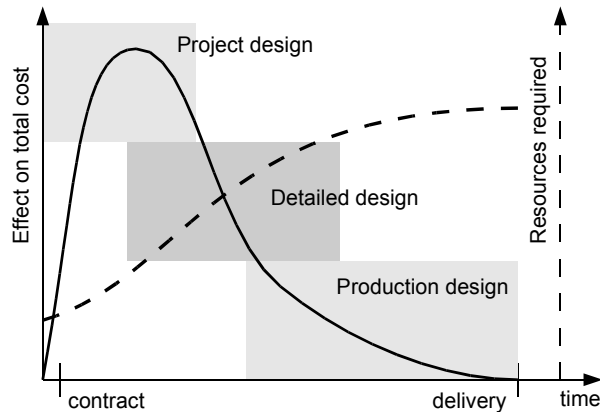 Project design
Effect on total cost
Resources required
Detailed design
Production design
contract
delivery
time